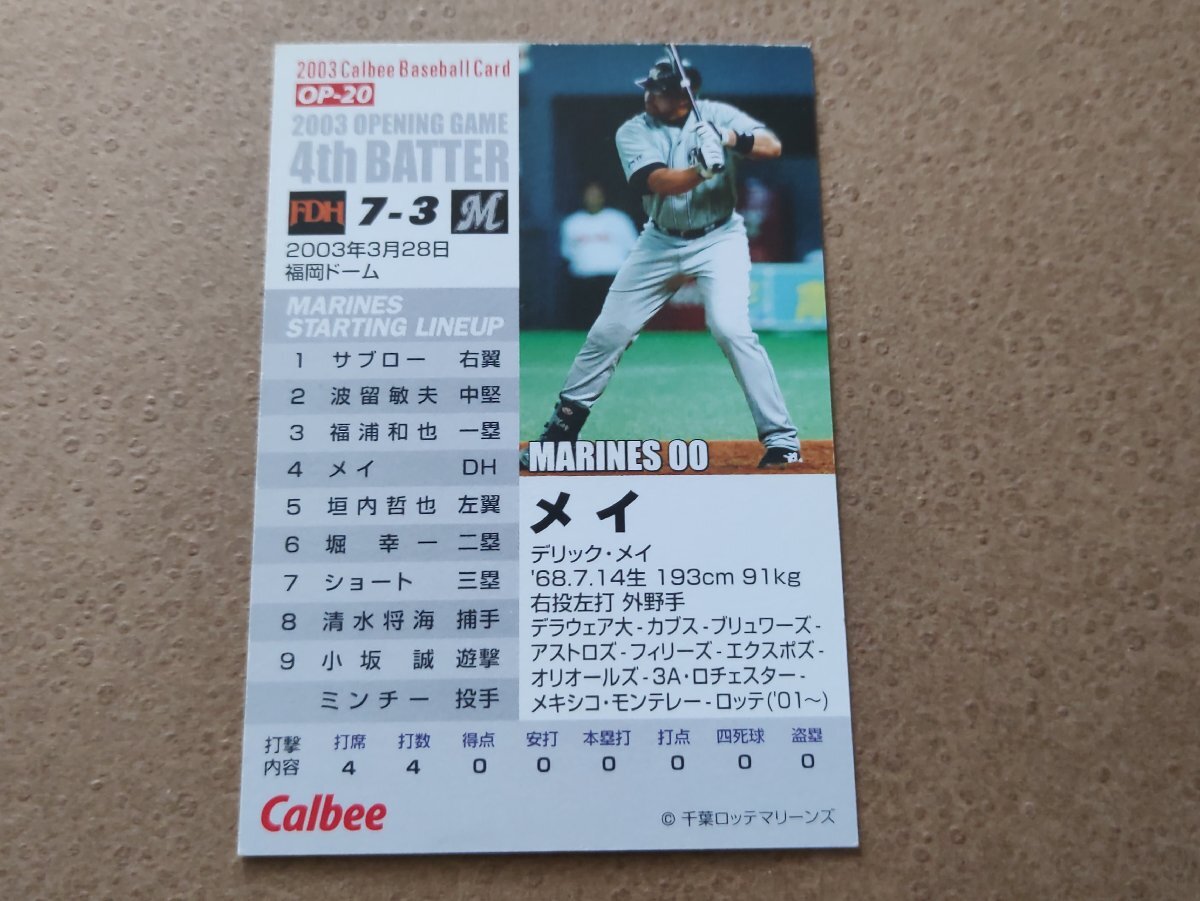 2003 Calbee Baseball Card
OP-20
2003 OPENING GAME
4th BATTER
FDH 7-3 M
2003年3月28日
福岡ドーム
MARINES
STARTING LINEUP
1 サブロー 右翼
2 波留敏夫 中堅
3 福浦和也 一塁
4 メイ DH
5 垣内哲也 左翼
6 堀 幸一 二塁
7 ショート 三塁
8 清水将海 捕手
9 小坂 誠 遊撃
ミンチー 投手
MARINES 00
メイ
デリック・メイ
'68.7.14生 193cm 91kg
右投左打 外野手
デラウェア大-カブス-ブリュワーズ-
アストロズ-フィリーズ-エクスポズ-
オリオールズ-3A・ロチェスター-
メキシコ・モンテレー-ロッテ('01〜)
打撃 打席 打数 得点 安打 本塁打 打点 四死球 盗塁
内容 4 4 0 0 0 0 0 0
Calbee
© 千葉ロッテマリーンズ